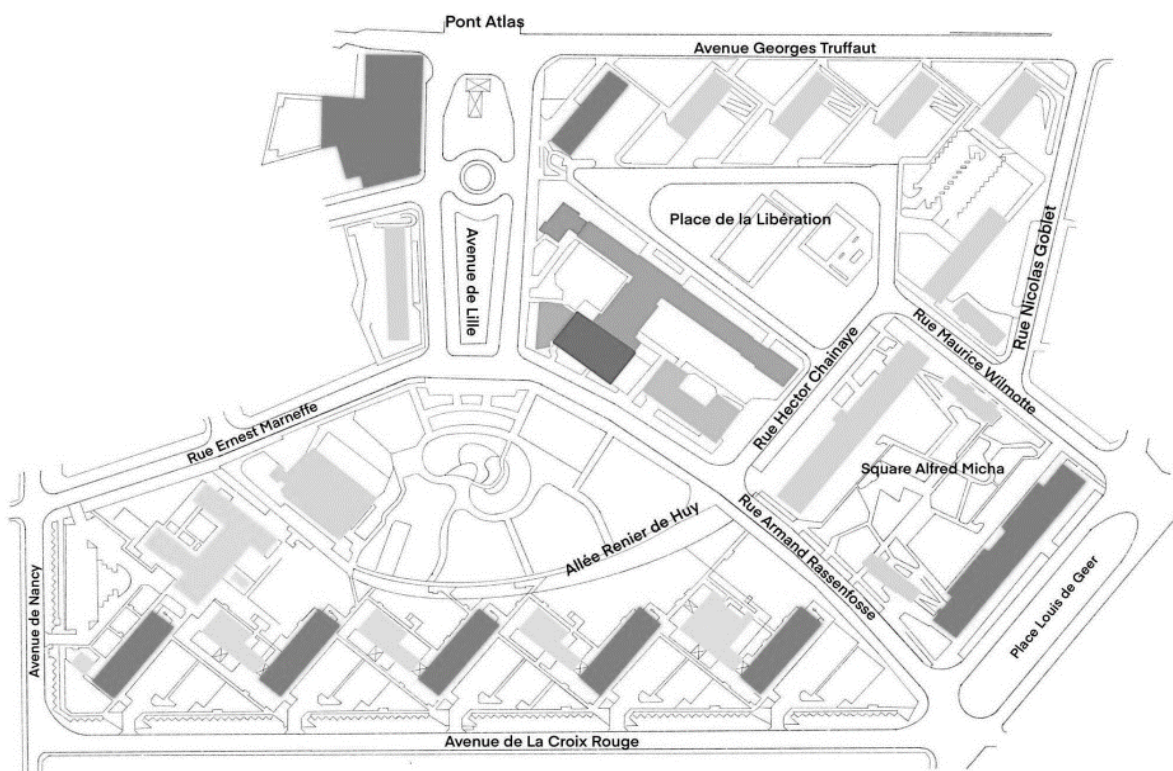 Pont Atlas
Avenue Georges Truffaut
Place de la Libération
Avenue de Lille
Rue Nicolas Goblet
Rue Maurice Wilmotte
Rue Hector Chainaye
Rue Ernest Marneffe
Square Alfred Micha
Allée Renier de Huy
Rue Armand Rassenfosse
Avenue de Nancy
Place Louis de Geer
Avenue de La Croix Rouge